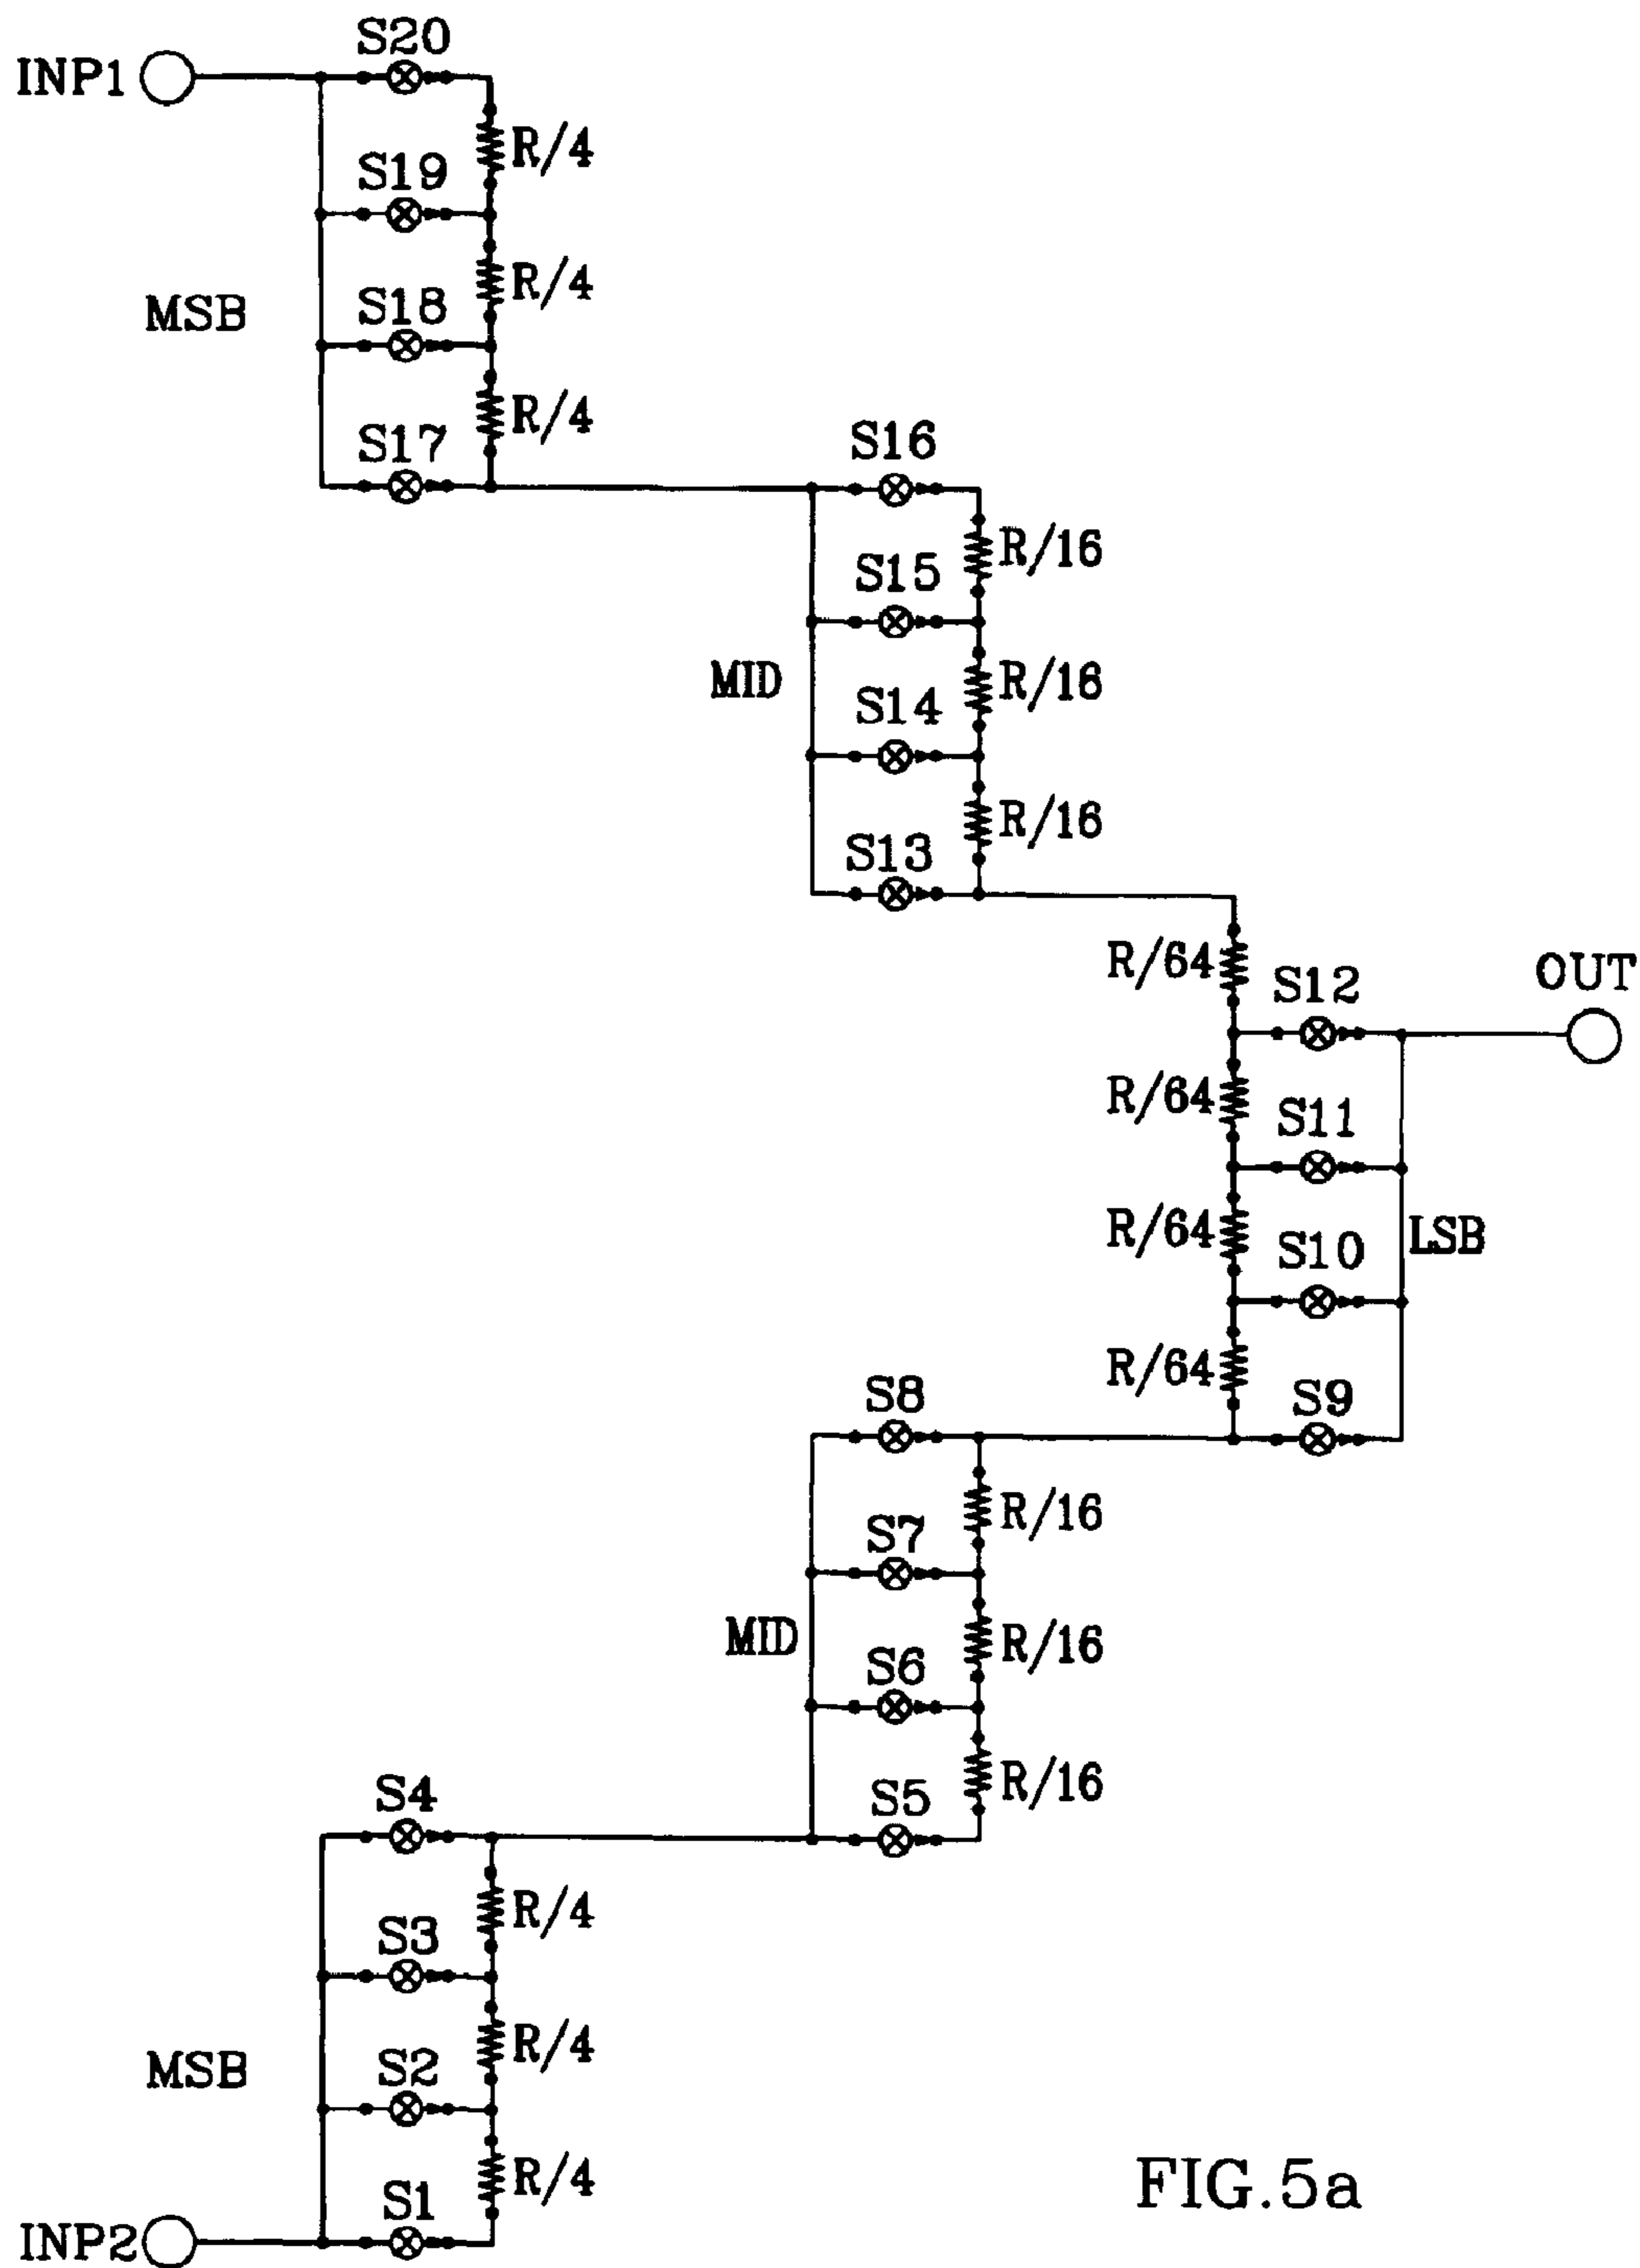 S20
INP1
R/4
S19
R/4
MSB
S18
R/4
S17
S16
R/16
S15
MID
R/16
S14
R/16
S13
R/64
S12
OUT
R/64
S11
R/64
S10
LSB
R/64
S9
S8
R/16
S7
MID
R/16
S6
R/16
S5
S4
R/4
S3
R/4
MSB
S2
R/4
S1
INP2
FIG.5a